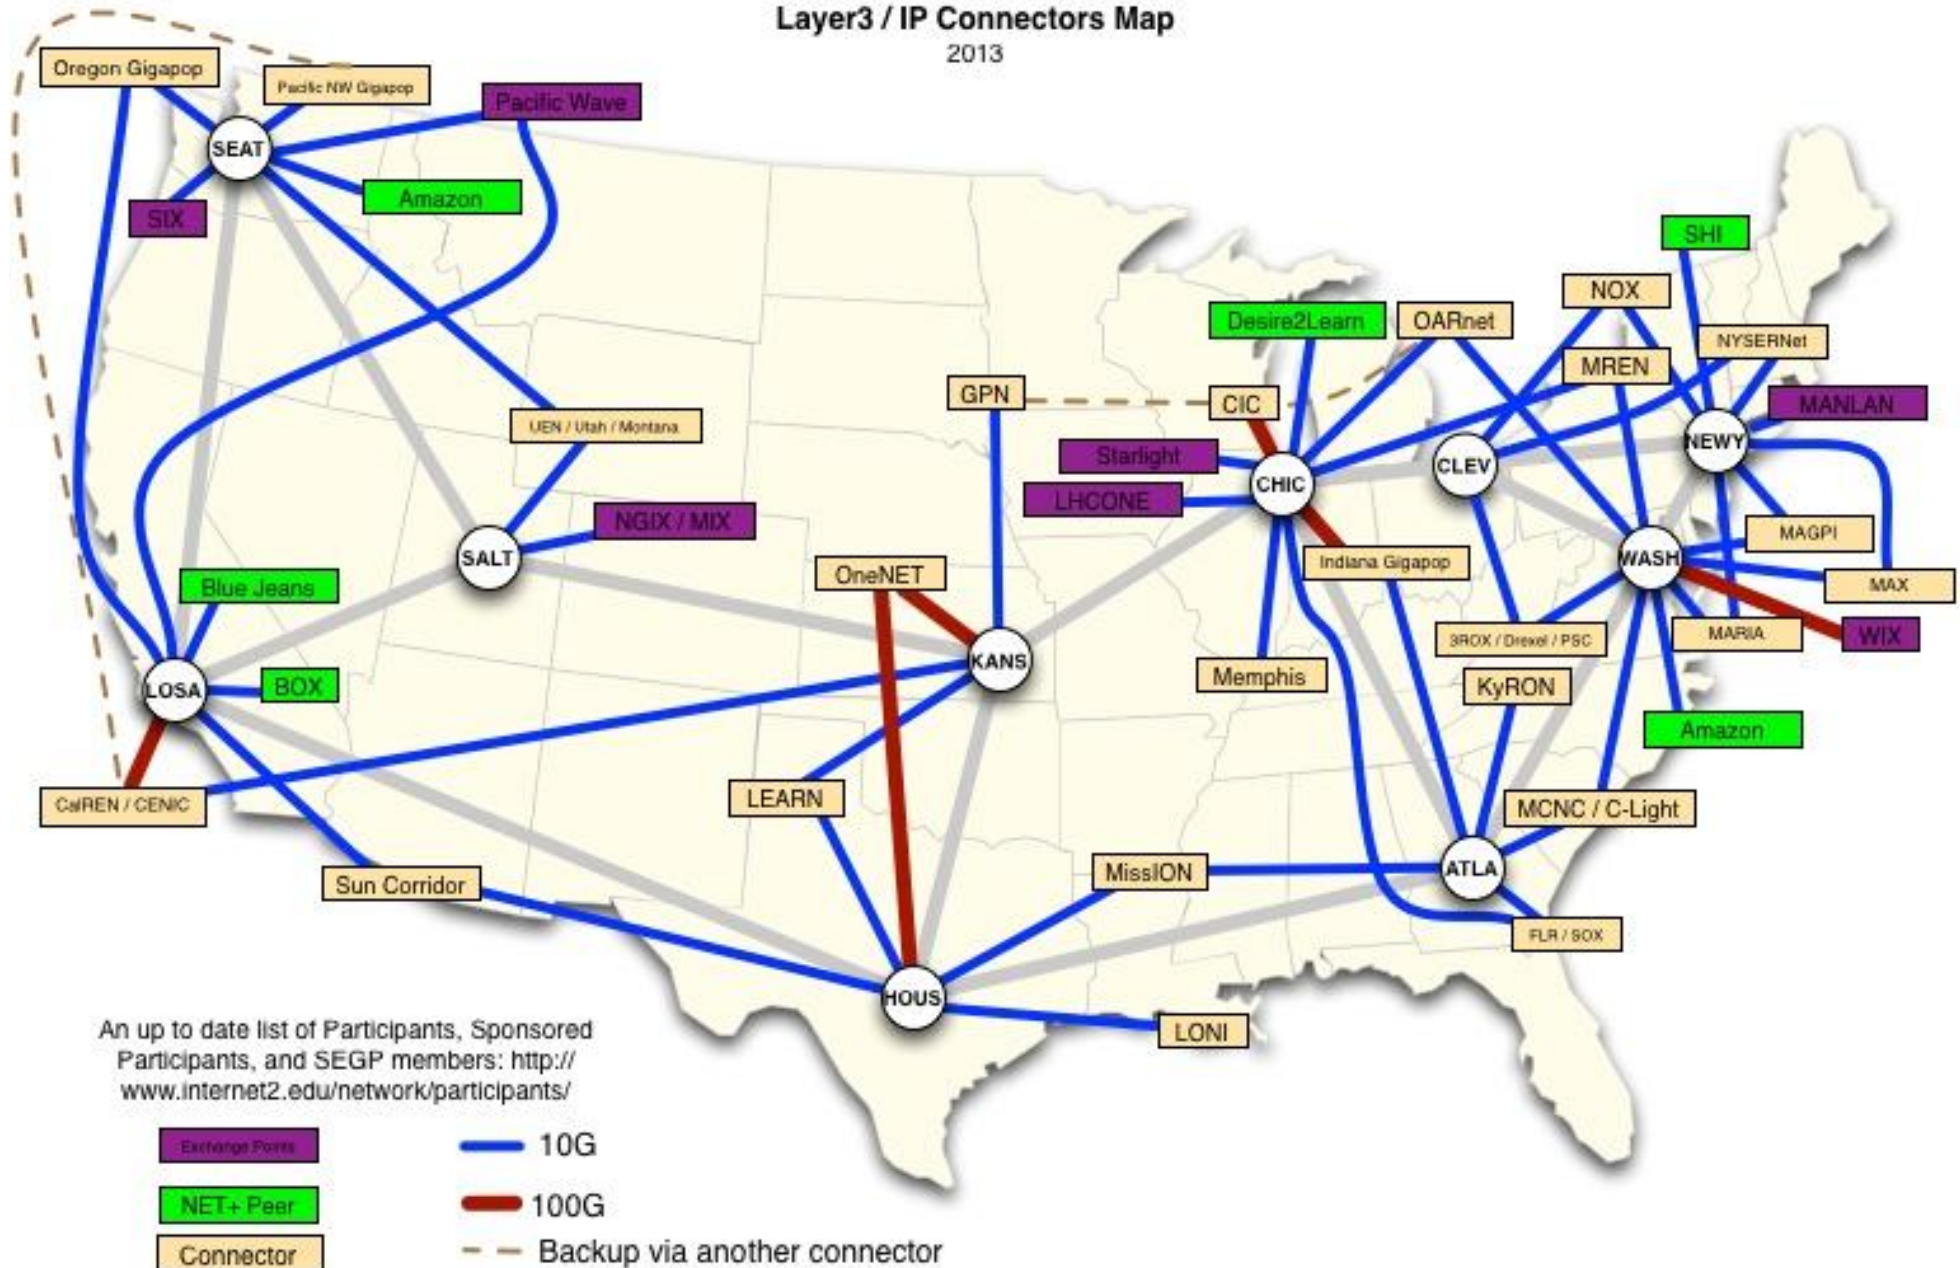 Layer3 / IP Connectors Map
2013
Oregon Gigapop
Pacific NW Gigapop
Pacific Wave
SEAT
Amazon
SIX
SHI
NOX
Desire2Learn
OARnet
NYSERNet
MREN
GPN
CIC
MANLAN
UEN / Utah / Montana
NEWY
Starlight
CLEV
CHIC
LHCONE
NGIX / MIX
MAGPI
SALT
WASH
Indiana Gigapop
OneNET
Blue Jeans
MAX
3ROX / Drexel / PSC
MARIA
WIX
KANS
Memphis
LOSA
BOX
KyRON
Amazon
LEARN
CalREN / CENIC
MCNC / C-Light
MissION
ATLA
Sun Corridor
FLR / SOX
HOUS
LONI
An up to date list of Participants, Sponsored
Participants, and SEGP members: http://
www.internet2.edu/network/participants/
Exchange Points
10G
NET+ Peer
100G
Connector
Backup via another connector